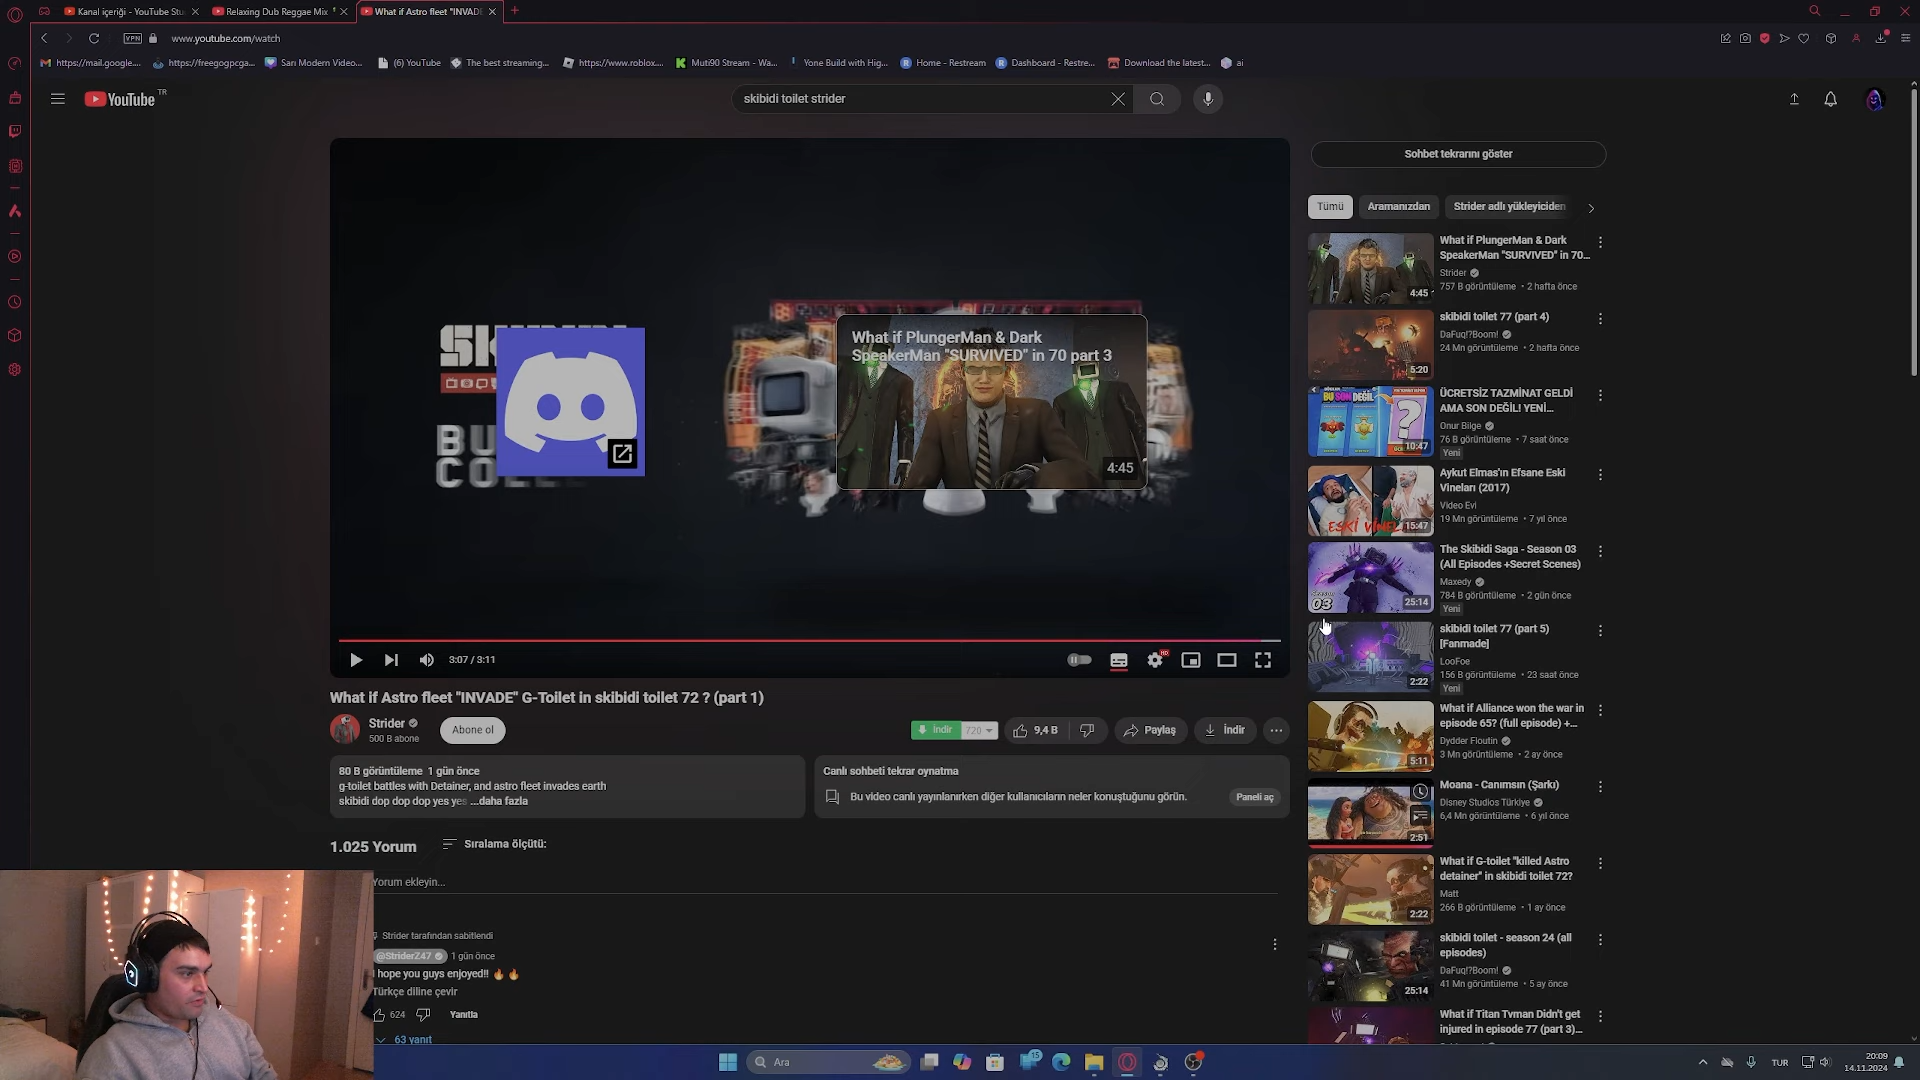 Kanal içeriği - YouTube Stu
Relaxing Dub Reggae Mix
What if Astro fleet "INVADE
VPN
www.youtube.com/watch
https://mail.google....
https://freegogpcga...
Sarı Modern Video...
(6) YouTube
The best streaming...
https://www.roblox....
Muti90 Stream - Wa...
Yone Build with Hig...
Home - Restream
Dashboard - Restre...
Download the latest...
ai
YouTube TR
skibidi toilet strider
What if PlungerMan & Dark
SpeakerMan "SURVIVED" in 70 part 3
4:45
3:07 / 3:11
HD
What if Astro fleet "INVADE" G-Toilet in skibidi toilet 72 ? (part 1)
Strider
500 B abone
Abone ol
İndir
720
9,4 B
Paylaş
İndir
80 B görüntüleme 1 gün önce
g-toilet battles with Detainer, and astro fleet invades earth
skibidi dop dop dop yes yes ...daha fazla
Canlı sohbeti tekrar oynatma
Bu video canlı yayınlanırken diğer kullanıcıların neler konuştuğunu görün.
Paneli aç
1.025 Yorum
Sıralama ölçütü:
Yorum ekleyin...
Strider tarafından sabitlendi
@StriderZ47 1 gün önce
I hope you guys enjoyed!! 🔥 🔥
Türkçe diline çevir
624
Yanıtla
63 yanıt
Sohbet tekrarını göster
Tümü
Aramanızdan
Strider adlı yükleyiciden
What if PlungerMan & Dark
SpeakerMan "SURVIVED" in 70...
Strider
757 B görüntüleme • 2 hafta önce
4:45
skibidi toilet 77 (part 4)
DaFuq!?Boom!
24 Mn görüntüleme • 2 hafta önce
5:20
BU SON DEĞİL
ÜCRETSİZ TAZMİNAT GELDİ
AMA SON DEĞİL! YENİ...
Onur Bilge
76 B görüntüleme • 7 saat önce
Yeni
10:47
Aykut Elmas'ın Efsane Eski
Vineları (2017)
Video Evi
19 Mn görüntüleme • 7 yıl önce
15:47
The Skibidi Saga - Season 03
(All Episodes +Secret Scenes)
Maxedy
784 B görüntüleme • 2 gün önce
Yeni
Season
03
25:14
skibidi toilet 77 (part 5)
[Fanmade]
LooFoe
156 B görüntüleme • 23 saat önce
Yeni
2:22
What if Alliance won the war in
episode 65? (full episode) +...
Dydder Floutin
3 Mn görüntüleme • 2 ay önce
5:11
Moana - Canımsın (Şarkı)
Disney Studios Türkiye
6,4 Mn görüntüleme • 6 yıl önce
2:51
What if G-toilet "killed Astro
detainer" in skibidi toilet 72?
Matt
266 B görüntüleme • 1 ay önce
2:22
skibidi toilet - season 24 (all
episodes)
DaFuq!?Boom!
41 Mn görüntüleme • 5 ay önce
25:14
What if Titan Tvman Didn't get
injured in episode 77 (part 3)...
Ara
15
TUR
20:09
14.11.2024